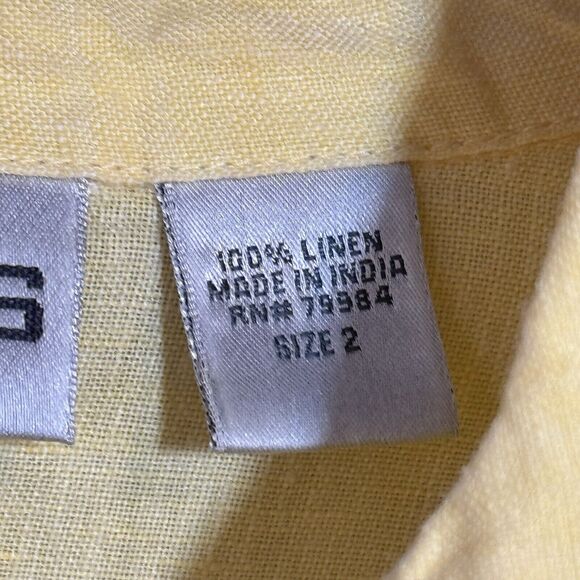 S
100% LINEN
MADE IN INDIA
RN# 79984
SIZE 2